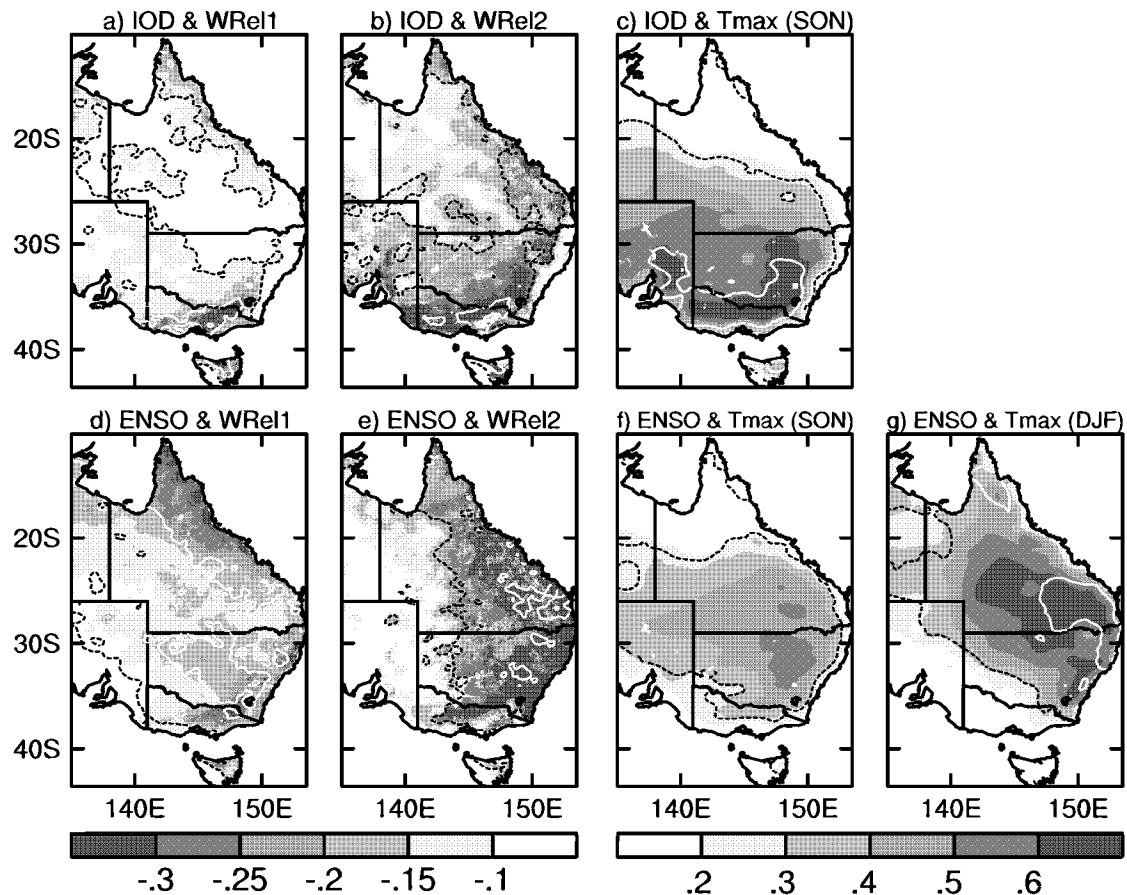 a) IOD & WRel1
b) IOD & WRel2
c) IOD & Tmax (SON)
20S
30S
40S
d) ENSO & WRel1
e) ENSO & WRel2
f) ENSO & Tmax (SON)
g) ENSO & Tmax (DJF)
20S
30S
40S
140E 150E
140E 150E
140E 150E
140E 150E
-.3 -.25 -.2 -.15 -.1
.2 .3 .4 .5 .6